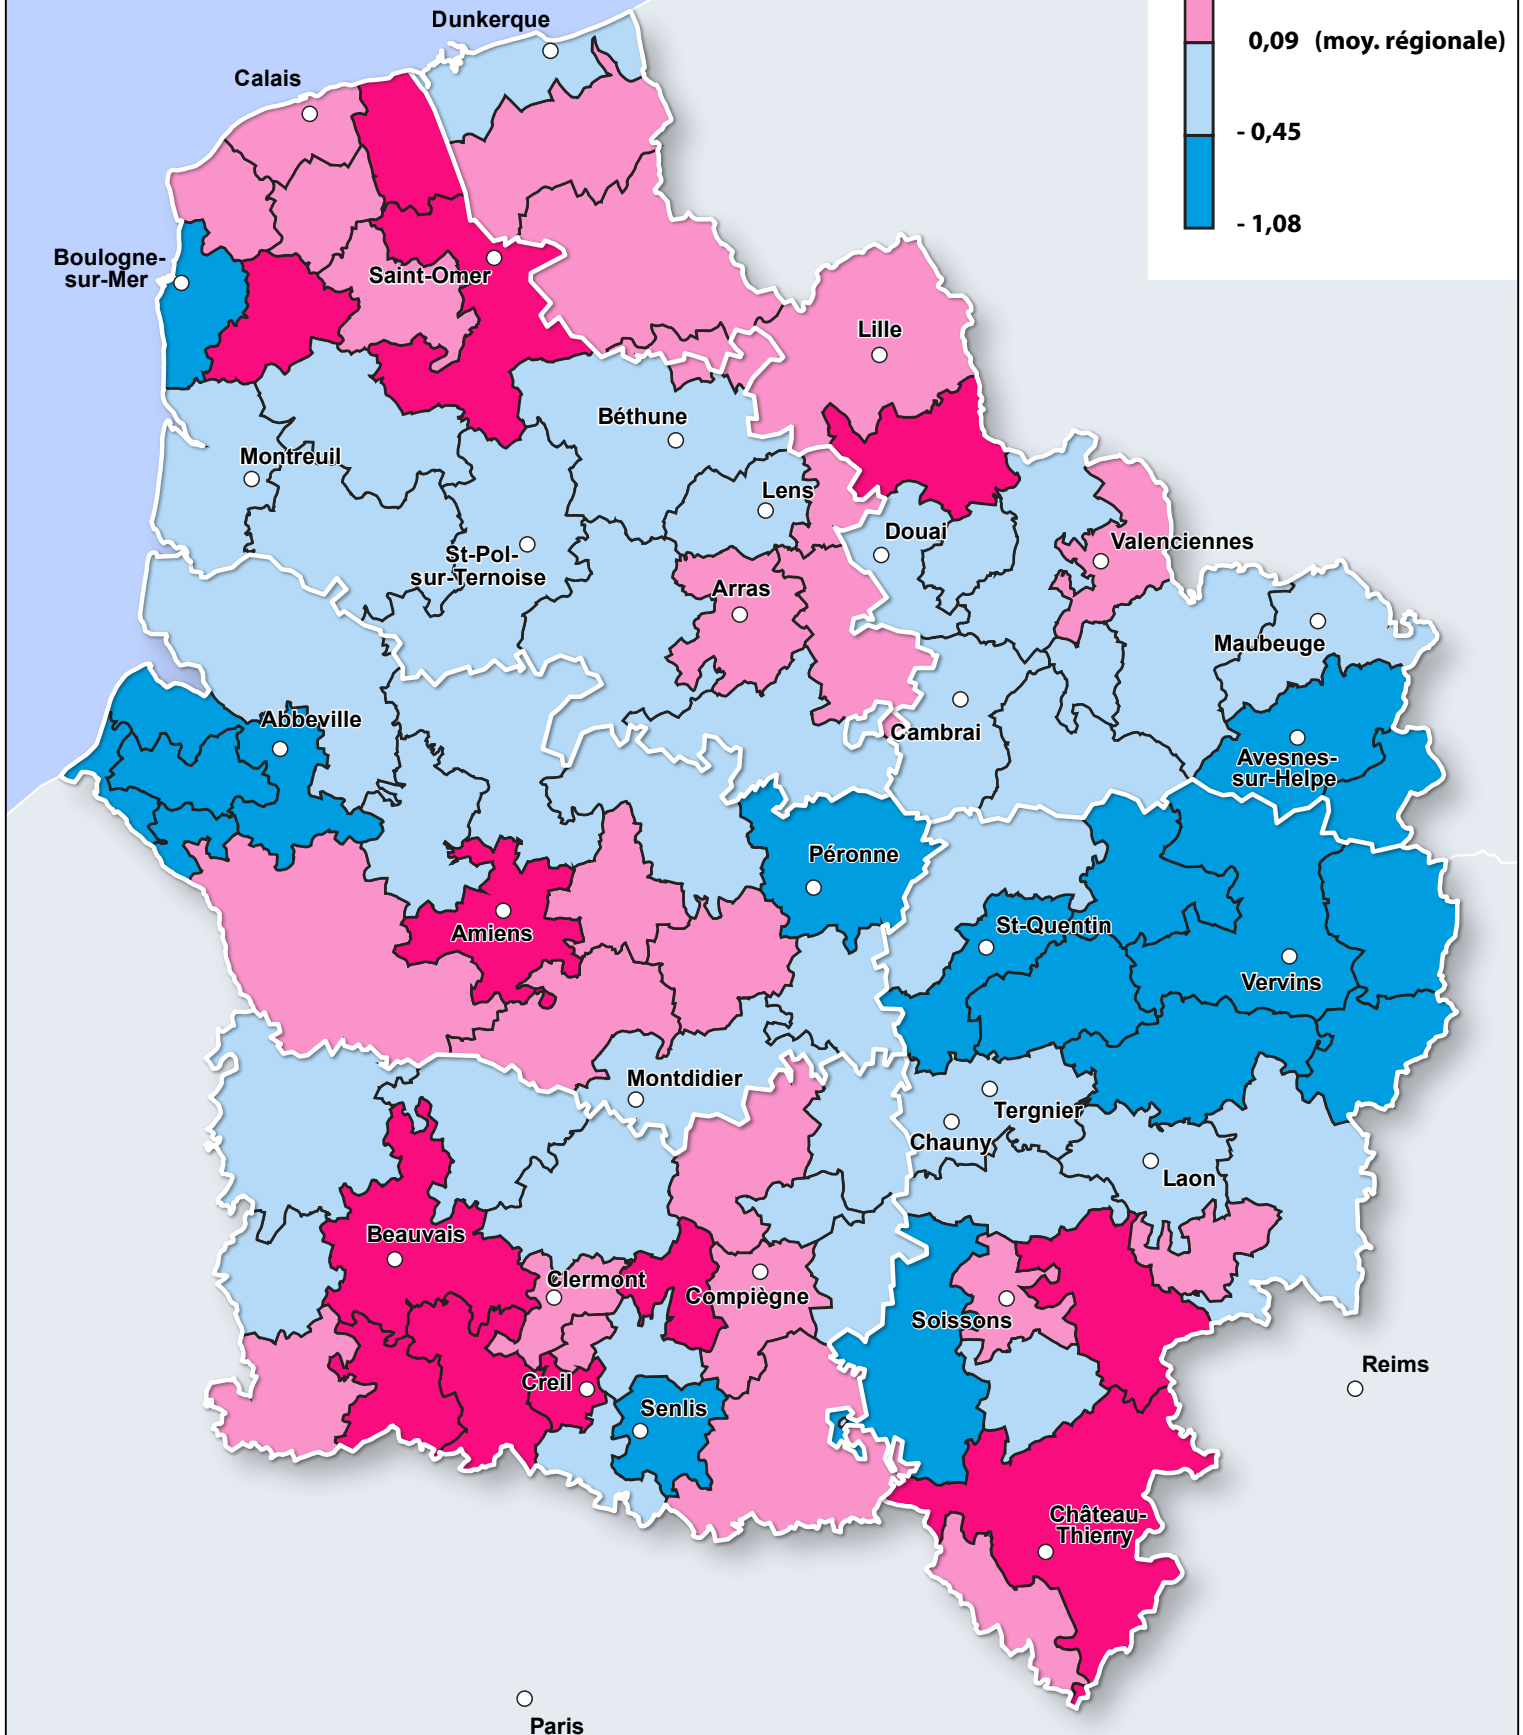 Dunkerque
0,09 (moy. régionale)
Calais
- 0,45
- 1,08
Boulogne-
sur-Mer
Saint-Omer
Lille
Béthune
Montreuil
Lens
Douai
Valenciennes
St-Pol-
sur-Ternoise
Arras
Maubeuge
Abbeville
Cambrai
Avesnes-
sur-Helpe
Péronne
Amiens
St-Quentin
Vervins
Montdidier
Tergnier
Chauny
Laon
Beauvais
Clermont
Compiègne
Soissons
Reims
Creil
Senlis
Château-
Thierry
Paris